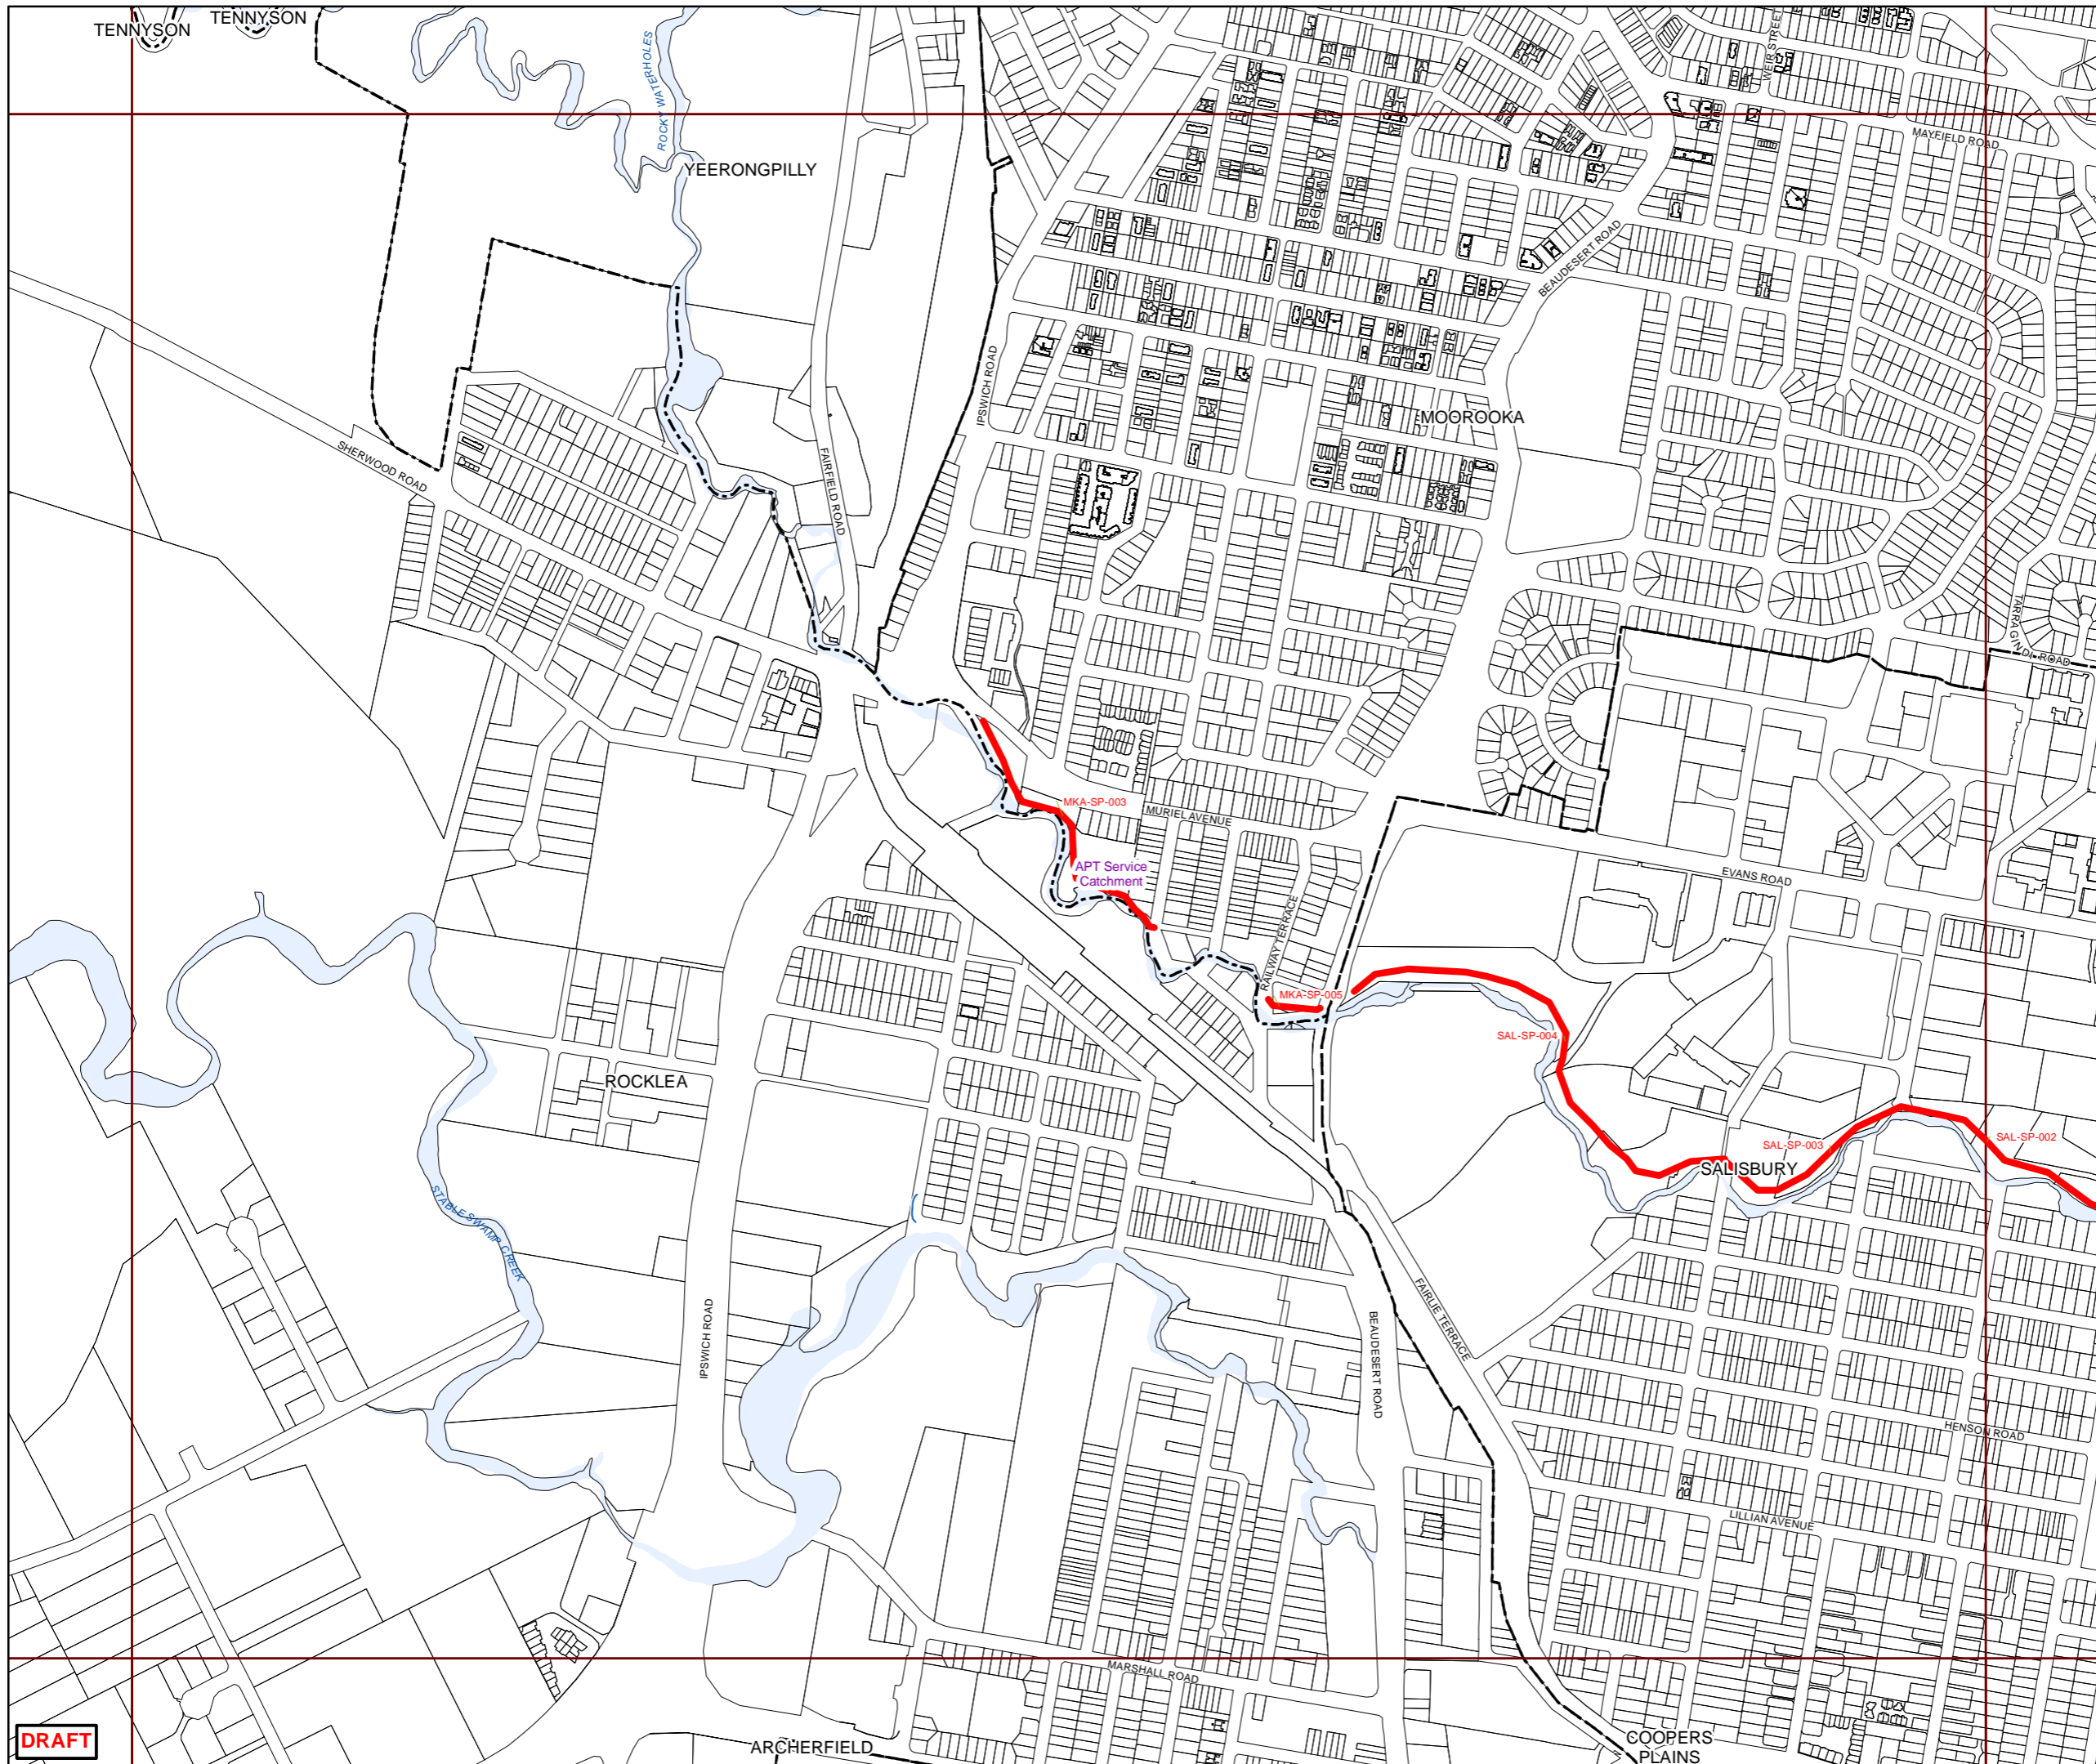 TENNYSON
TENNYSON
WEIR STREET
ROCKY WATERHOLES
MAYFIELD ROAD
YEERONGPILLY
BEAUDESERT ROAD
IPSWICH ROAD
MOOROOKA
SHERWOOD ROAD
FAIRFIELD ROAD
TARRAGINDI ROAD
MKA-SP-003
MURIEL AVENUE
APT Service
Catchment
EVANS ROAD
RAILWAY TERRACE
MKA-SP-005
SAL-SP-004
ROCKLEA
SAL-SP-003
SAL-SP-002
SALISBURY
STABLE SWAMP CREEK
FAIRLIE TERRACE
IPSWICH ROAD
BEAUDESERT ROAD
HENSON ROAD
LILLIAN AVENUE
MARSHALL ROAD
DRAFT
ARCHERFIELD
COOPERS
PLAINS